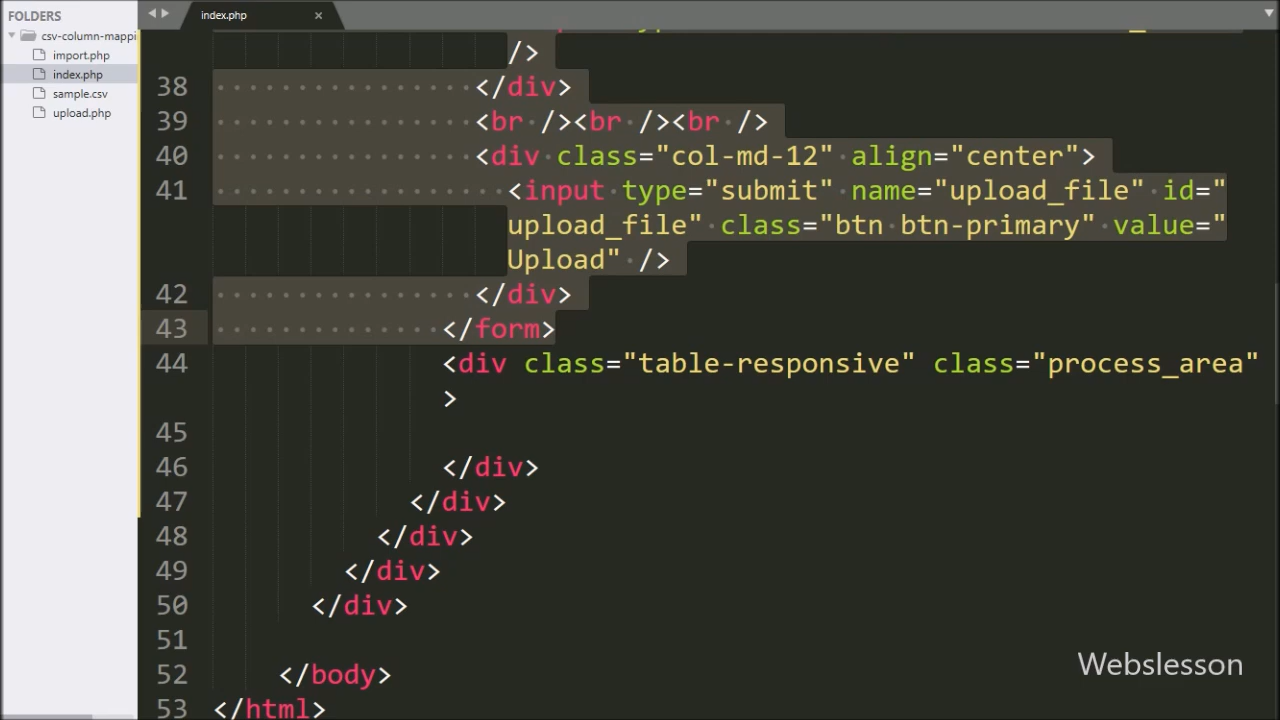 FOLDERS
csv-column-mappi
import.php
index.php
sample.csv
upload.php
index.php
/>
38 </div>
39 <br /><br /><br />
40 <div class="col-md-12" align="center">
41 <input type="submit" name="upload_file" id="
upload_file" class="btn btn-primary" value="
Upload" />
42 </div>
43 </form>
44 <div class="table-responsive" class="process_area"
>
45
46 </div>
47 </div>
48 </div>
49 </div>
50 </div>
51
52 </body>
53 </html>
Webslesson